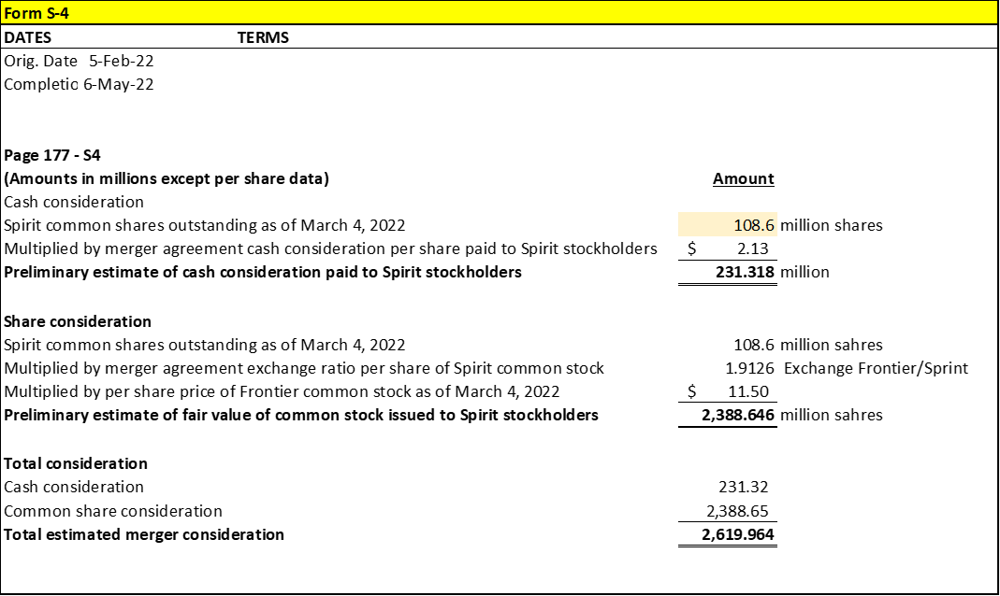 Form S-4
DATES TERMS
Orig. Date 5-Feb-22
Completic 6-May-22
Page 177 - S4
(Amounts in millions except per share data) Amount
Cash consideration
Spirit common shares outstanding as of March 4, 2022 108.6 million shares
Multiplied by merger agreement cash consideration per share paid to Spirit stockholders $ 2.13
Preliminary estimate of cash consideration paid to Spirit stockholders 231.318 million
Share consideration
Spirit common shares outstanding as of March 4, 2022 108.6 million sahres
Multiplied by merger agreement exchange ratio per share of Spirit common stock 1.9126 Exchange Frontier/Sprint
Multiplied by per share price of Frontier common stock as of March 4, 2022 $ 11.50
Preliminary estimate of fair value of common stock issued to Spirit stockholders 2,388.646 million sahres
Total consideration
Cash consideration 231.32
Common share consideration 2,388.65
Total estimated merger consideration 2,619.964